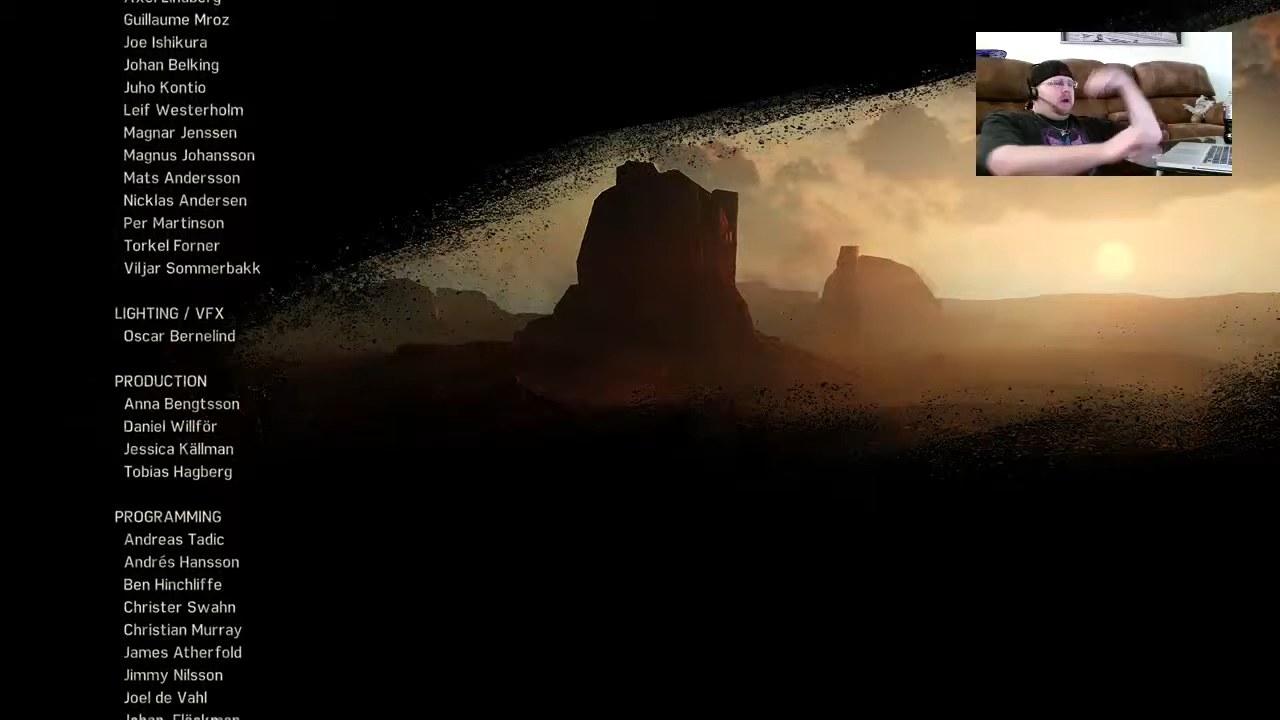 Guillaume Mroz
Joe Ishikura
Johan Belking
Juho Kontio
Leif Westerholm
Magnar Jenssen
Magnus Johansson
Mats Andersson
Nicklas Andersen
Per Martinson
Torkel Forner
Viljar Sommerbakk
LIGHTING / VFX
Oscar Bernelind
PRODUCTION
Anna Bengtsson
Daniel Willför
Jessica Källman
Tobias Hagberg
PROGRAMMING
Andreas Tadic
Andrés Hansson
Ben Hinchliffe
Christer Swahn
Christian Murray
James Atherfold
Jimmy Nilsson
Joel de Vahl